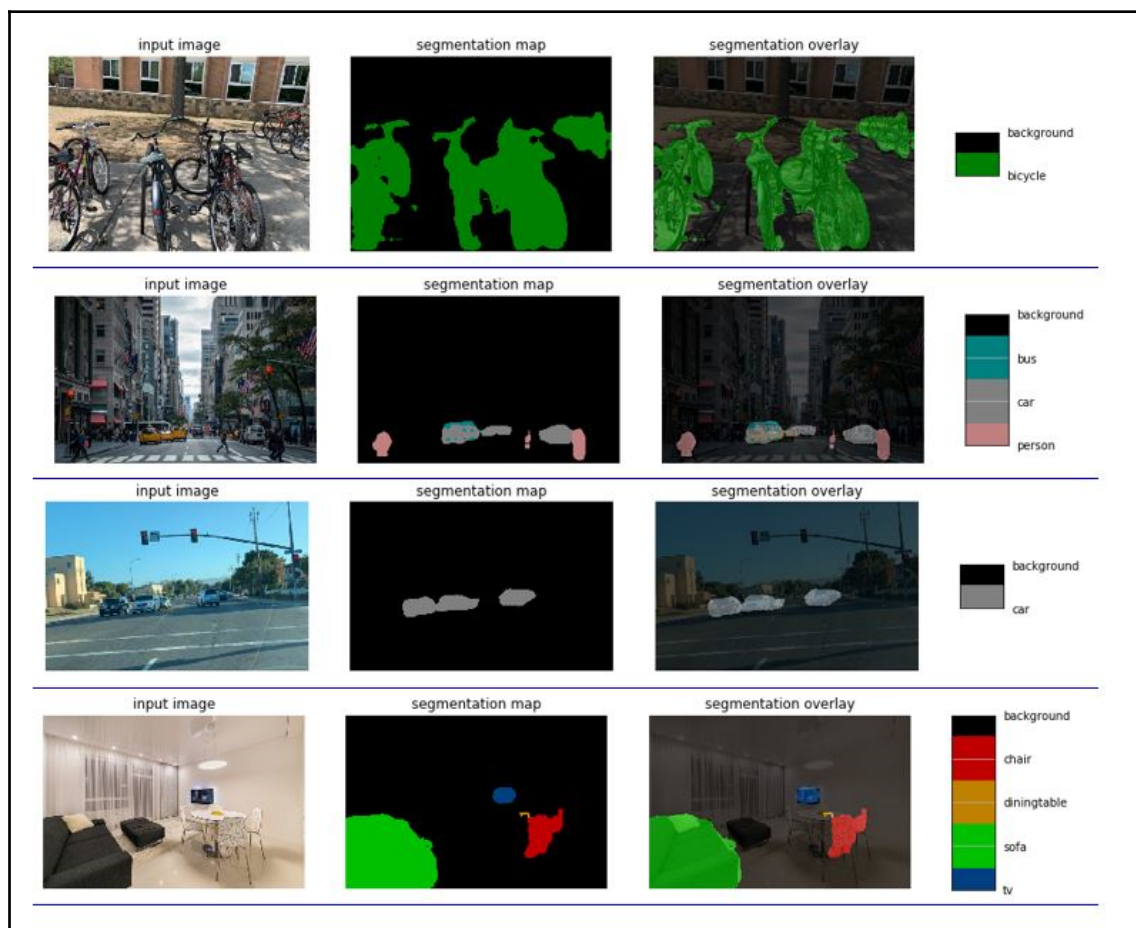 input image segmentation map segmentation overlay
background
bicycle
input image segmentation map segmentation overlay
background
bus
car
person
input image segmentation map segmentation overlay
background
car
input image segmentation map segmentation overlay
background
chair
diningtable
sofa
tv